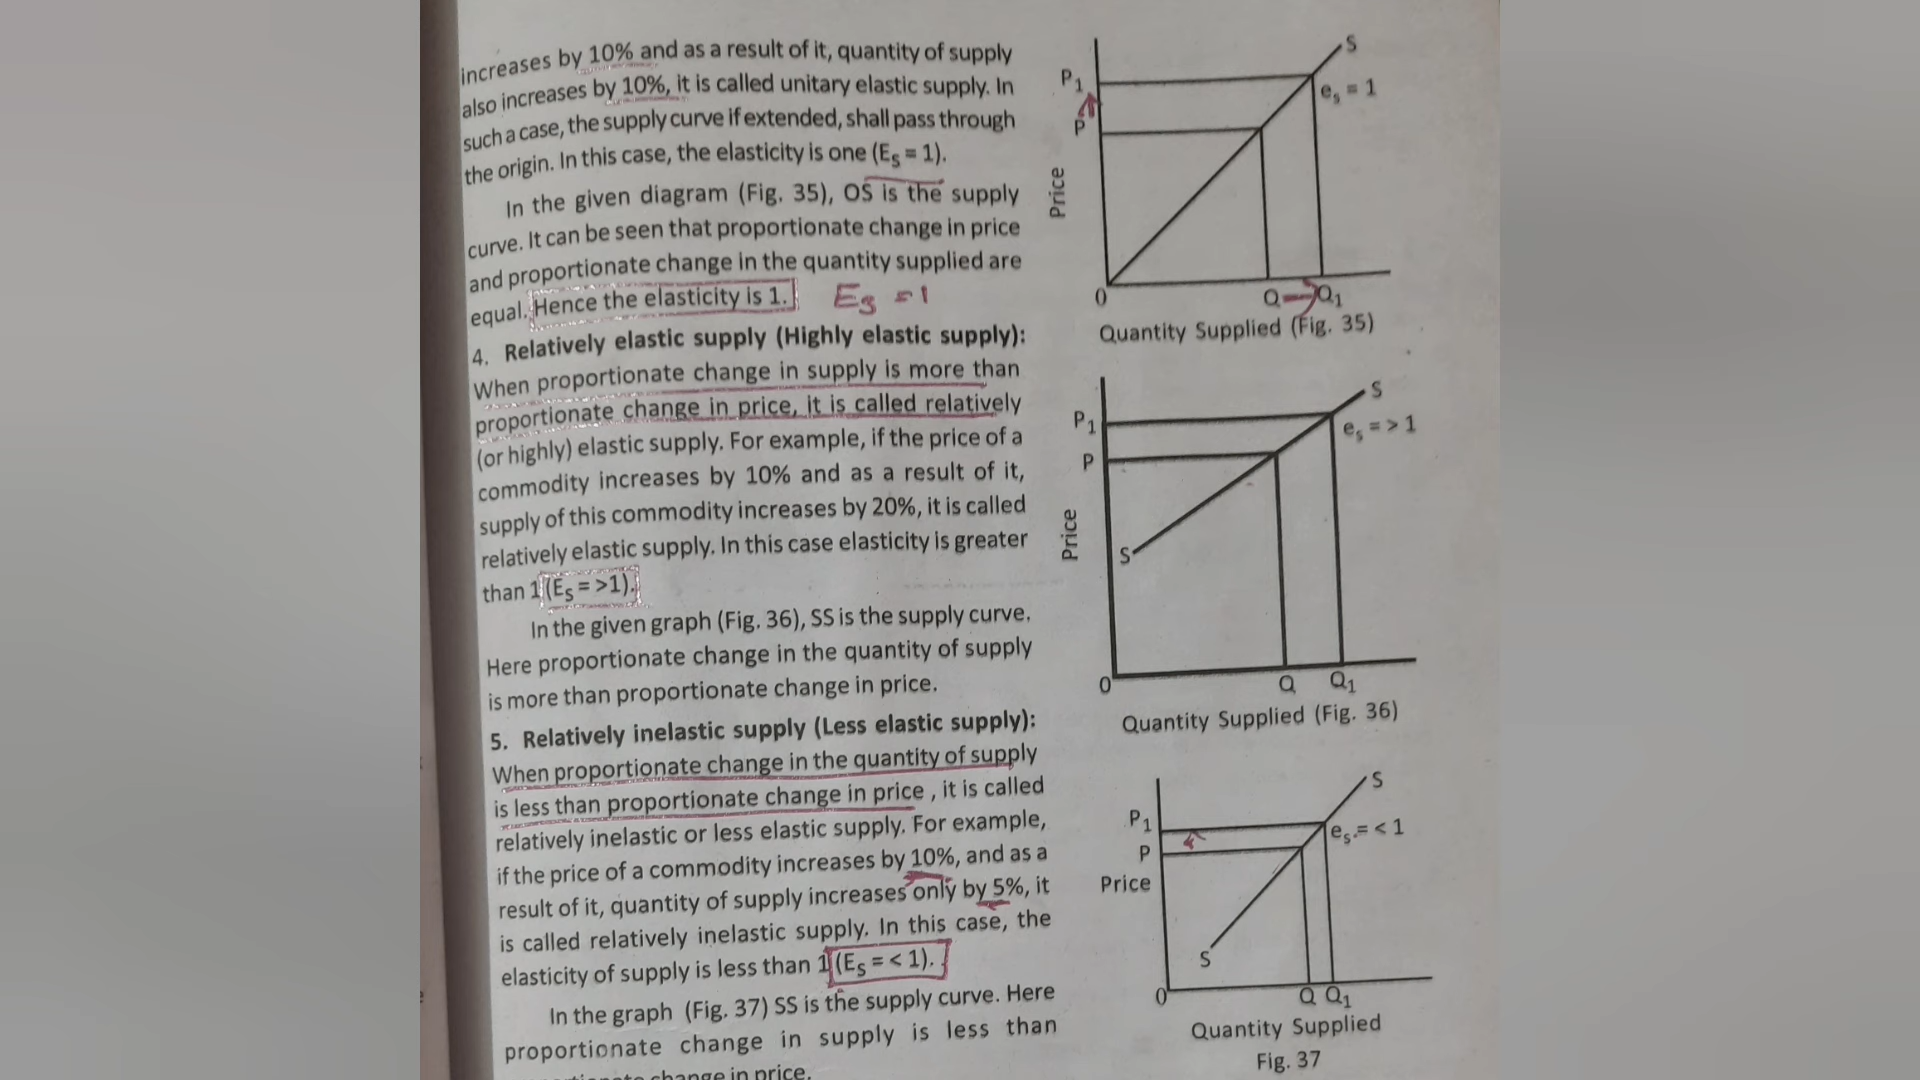 increases by 10% and as a result of it, quantity of supply
also increases by 10%, it is called unitary elastic supply. In
such a case, the supply curve if extended, shall pass through
the origin. In this case, the elasticity is one (Es = 1).
In the given diagram (Fig. 35), OS is the supply
curve. It can be seen that proportionate change in price
and proportionate change in the quantity supplied are
equal. Hence the elasticity is 1. Es = 1
4. Relatively elastic supply (Highly elastic supply):
When proportionate change in supply is more than
proportionate change in price, it is called relatively
(or highly) elastic supply. For example, if the price of a
commodity increases by 10% and as a result of it,
supply of this commodity increases by 20%, it is called
relatively elastic supply. In this case elasticity is greater
than 1 (Es = >1).
In the given graph (Fig. 36), SS is the supply curve.
Here proportionate change in the quantity of supply
is more than proportionate change in price.
5. Relatively inelastic supply (Less elastic supply):
When proportionate change in the quantity of supply
is less than proportionate change in price , it is called
relatively inelastic or less elastic supply. For example,
if the price of a commodity increases by 10%, and as a
result of it, quantity of supply increases only by 5%, it
is called relatively inelastic supply. In this case, the
elasticity of supply is less than 1 (Es = < 1).
In the graph (Fig. 37) SS is the supply curve. Here
proportionate change in supply is less than
change in price.
S
P1
es = 1
P
Price
0
Q Q1
Quantity Supplied (Fig. 35)
S
P1
es = > 1
P
Price
S
0
Q Q1
Quantity Supplied (Fig. 36)
S
P1
es = < 1
P
Price
S
0
Q Q1
Quantity Supplied
Fig. 37